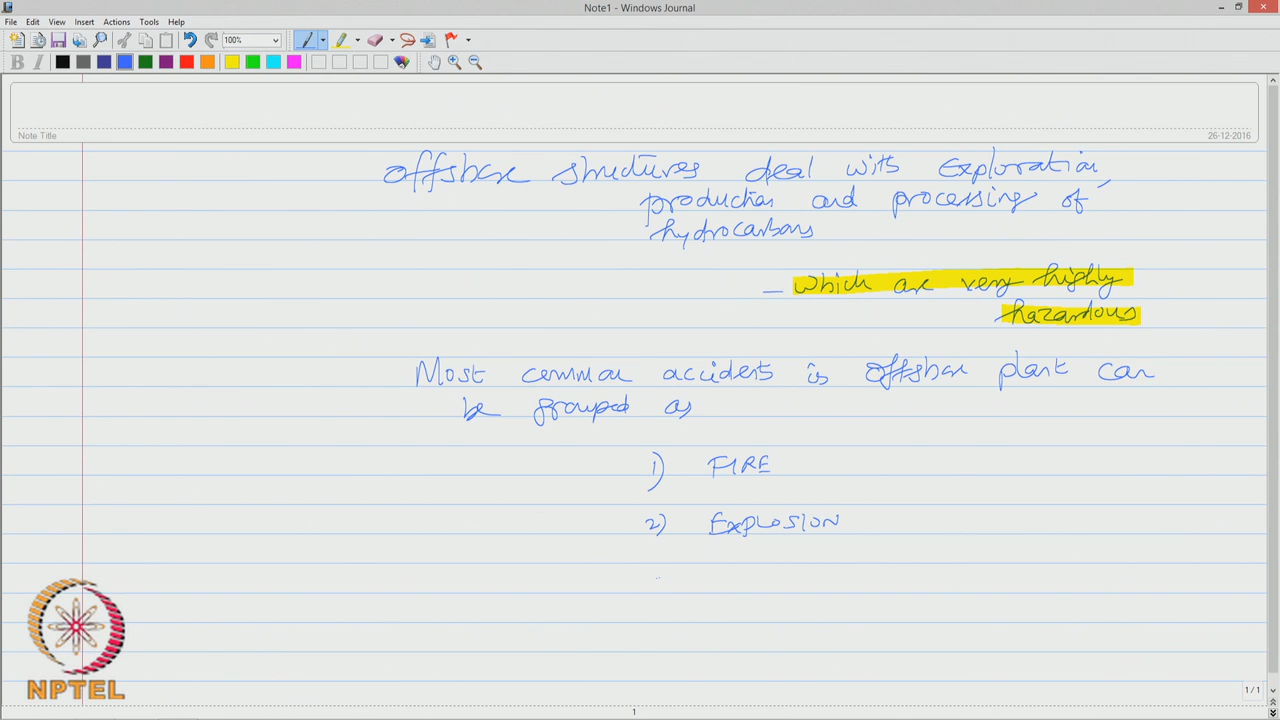 Note1 - Windows Journal
File Edit View Insert Actions Tools Help
100%
B I
Note Title
26-12-2016
offshore structures deal with Exploration,
production and processing of
hydrocarbons
– which are very highly
hazardous
Most common accidents in offshore plant can
be grouped as
1) FIRE
2) EXPLOSION
NPTEL
1 / 1
1